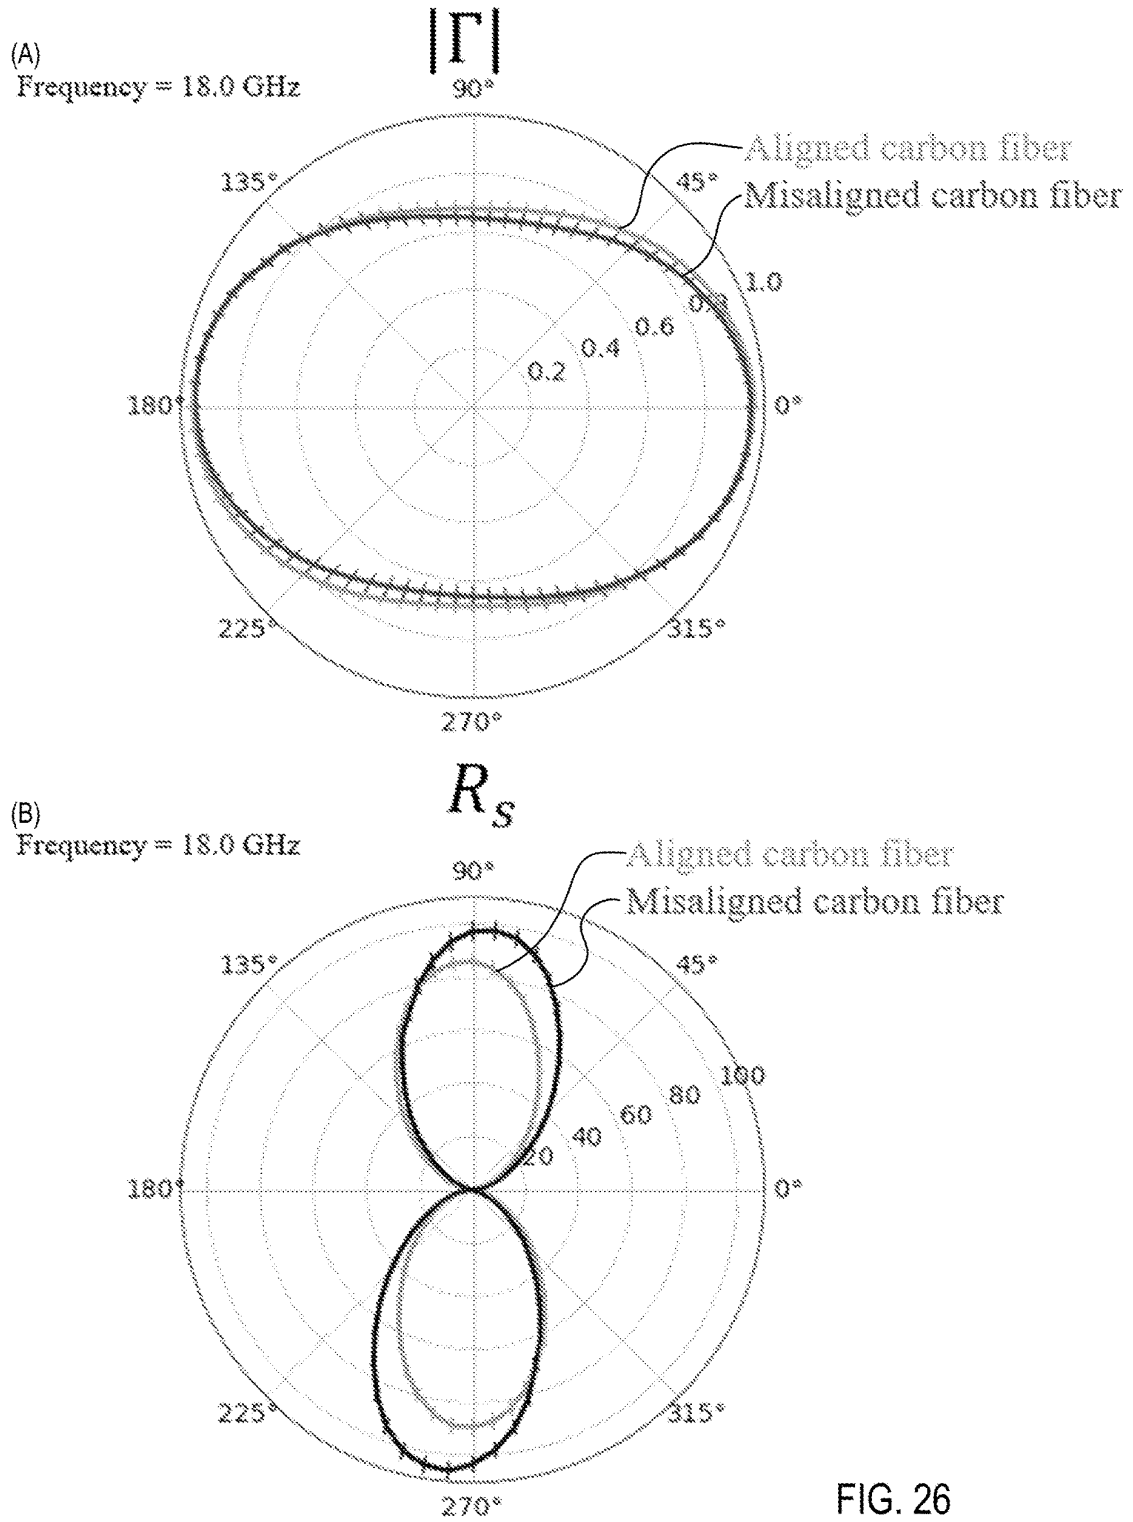 |Γ|
(A)
Frequency = 18.0 GHz
90°
Aligned carbon fiber
135°
45°
Misaligned carbon fiber
1.0
0.8
0.6
0.4
0.2
180°
0°
225°
315°
270°
R_s
(B)
Frequency = 18.0 GHz
Aligned carbon fiber
90°
Misaligned carbon fiber
135°
45°
100
80
60
40
20
180°
0°
225°
315°
270°
FIG. 26